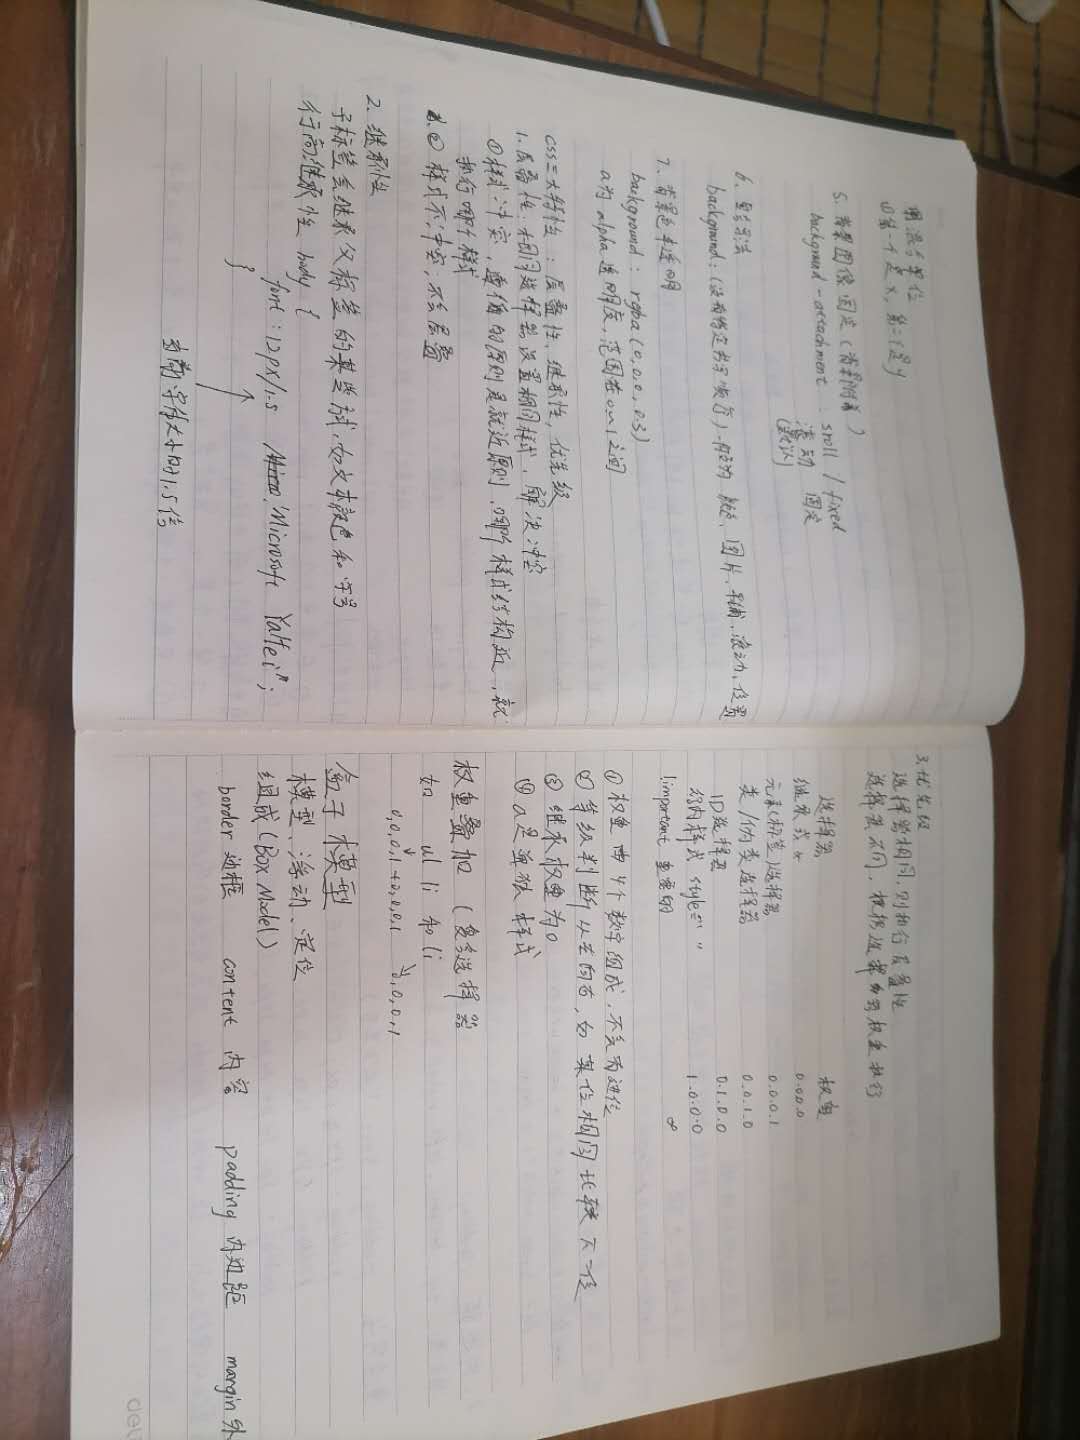 用混合单位
①第一个是x,第二个是y
5. 背景图像固定(背景附着)
background-attachment : sroll / fixed
滚动 固定
(默认)
6. 复合写法
background:(没有特定书写顺序)一般为 颜色、图片、平铺、滚动、位置
7. 背景色半透明
background : rgba (0,0,0,0.3)
a为alpha透明度,范围在0~1之间
CSS三大特性:层叠性、继承性、优先级
1.层叠性:相同选择器设置相同样式,解决冲突
①样式冲突,遵循的原则是就近原则,哪个样式结构近,就
执行哪个样式
②样式不冲突,不会层叠
2. 继承性
子标签会继承父标签的某些样式,如文本颜色和字号
行高继承性 body {
font : 12px/1.5 "Microsoft YaHei";
}
当前字体大小的1.5倍
3.优先级
选择器相同,则执行层叠性
选择器不同,根据选择器的权重执行
选择器 权重
继承或* 0.0.0.0
元素(标签)选择器 0.0.0.1
类/伪类选择器 0.0.1.0
ID选择器 0.1.0.0
行内样式 style="" 1.0.0.0
!important 重要的 ∞
①权重由4个数字组成,不会有进位
②等级判断从左向右,如某位相同比较下一位
③继承权重为0
④a是单独样式
权重叠加(复合选择器
如 ul li 和 li
0,0,0,1+0,0,0,1 0,0,0,1
盒子模型
模型、浮动、定位
组成(Box Model)
border 边框 content 内容 padding 内边距 margin 外